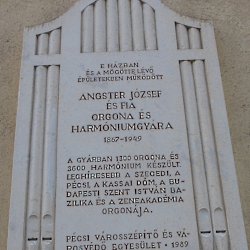 E HÁZBAN
ÉS A MÖGÖTTE LÉVŐ
ÉPÜLETEKBEN MŰKÖDÖTT
ANGSTER JÓZSEF
ÉS FIA
ORGONA ÉS
HARMÓNIUMGYÁRA
1867-1949
A GYÁRBAN 1300 ORGONA ÉS
3600 HARMÓNIUM KÉSZÜLT.
LEGHÍRESEBB A SZEGEDI, A
PÉCSI, A KASSAI DÓM, A BU-
DAPESTI SZENT ISTVÁN BA-
ZILIKA ÉS A ZENEAKADÉMIA
ORGONÁJA.
PÉCSI VÁROSSZÉPÍTŐ ÉS VÁ-
ROSVÉDŐ EGYESÜLET • 1989